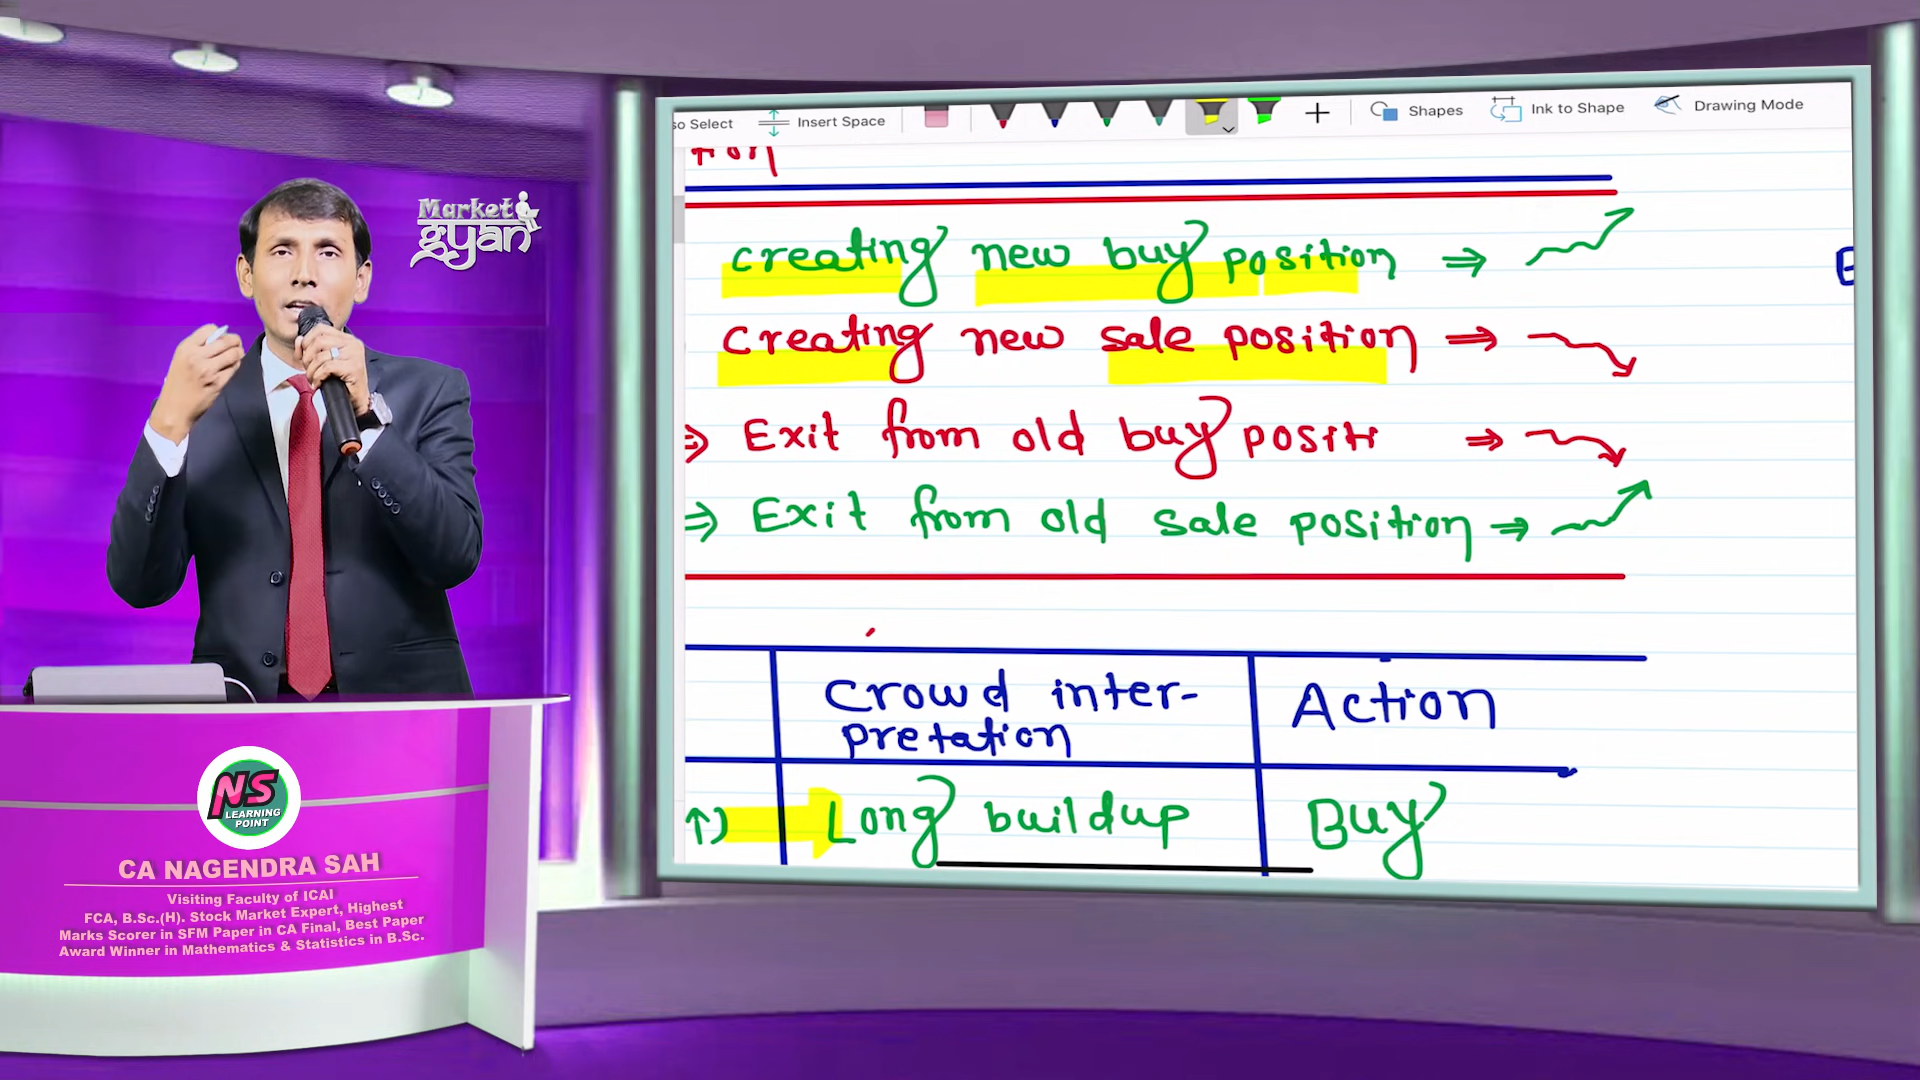 Market
gyan
so Select
Insert Space
Shapes
Ink to Shape
Drawing Mode
creating new buy position ⇒
creating new sale position ⇒
⇒ Exit from old buy positi ⇒
⇒ Exit from old sale position ⇒
Crowd inter-
pretation
Action
↑) Long buildup
Buy
NS
LEARNING
POINT
CA NAGENDRA SAH
Visiting Faculty of ICAI
FCA, B.Sc.(H). Stock Market Expert, Highest
Marks Scorer in SFM Paper in CA Final, Best Paper
Award Winner in Mathematics & Statistics in B.Sc.